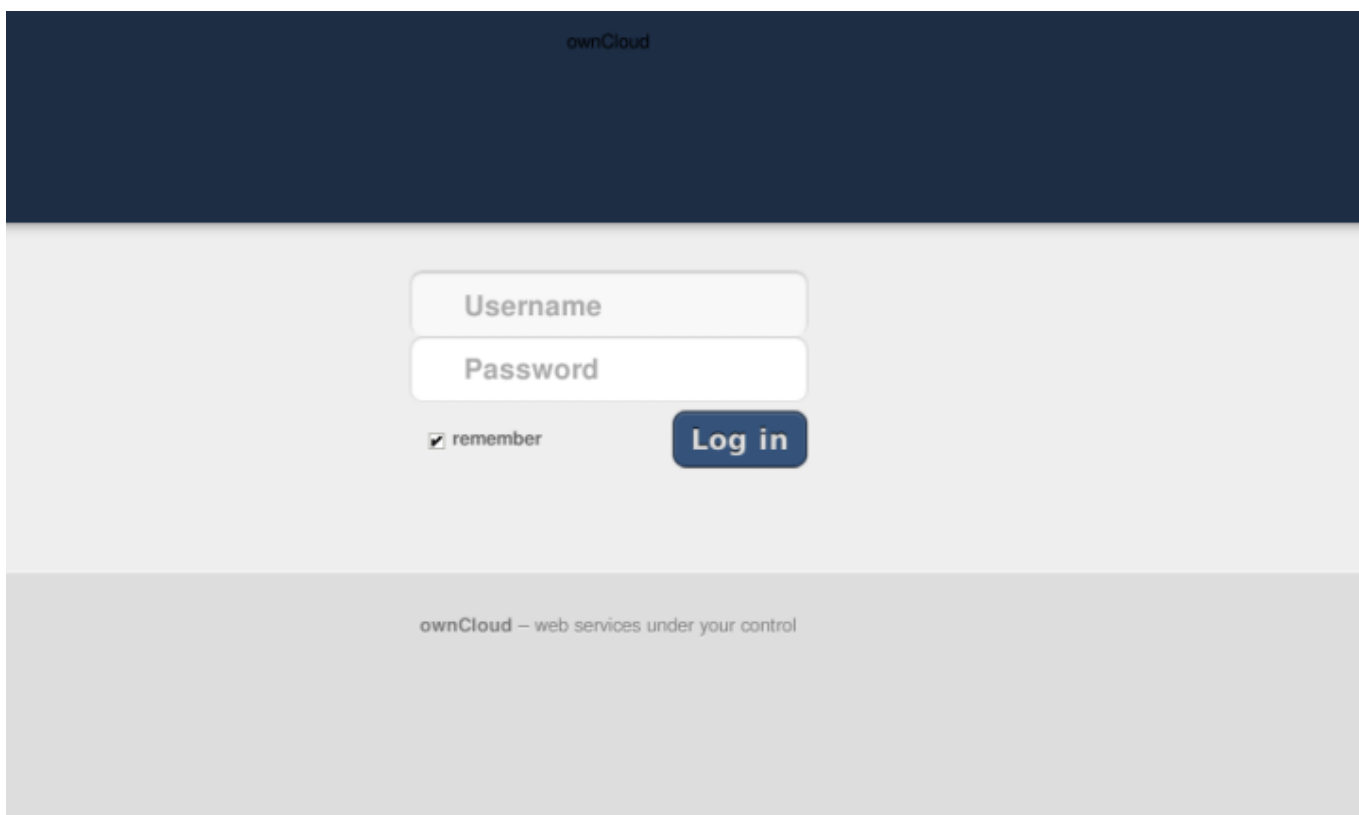 ownCloud
Username
Password
remember
Log in
ownCloud – web services under your control